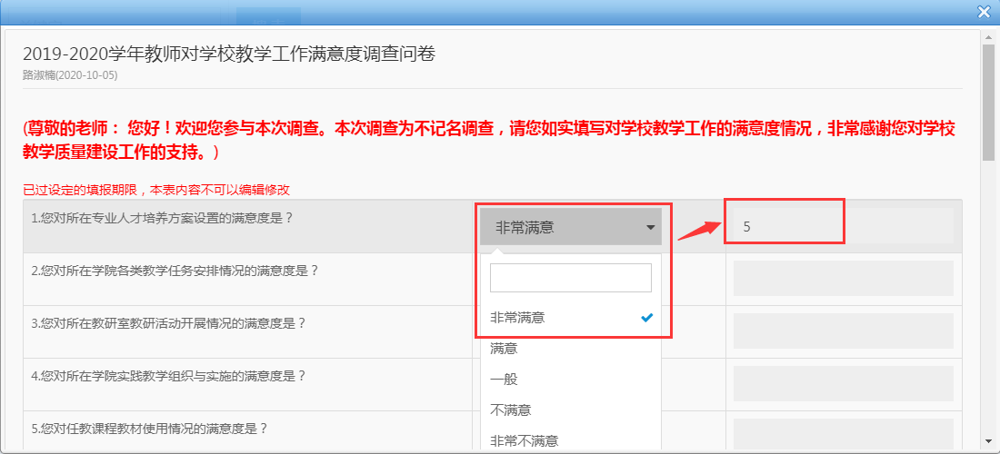 2019-2020学年教师对学校教学工作满意度调查问卷
路淑楠(2020-10-05)
(尊敬的老师： 您好！欢迎您参与本次调查。本次调查为不记名调查，请您如实填写对学校教学工作的满意度情况，非常感谢您对学校
教学质量建设工作的支持。)
已过设定的填报期限，本表内容不可以编辑修改
1.您对所在专业人才培养方案设置的满意度是？ 非常满意 5
2.您对所在学院各类教学任务安排情况的满意度是？
非常满意
3.您对所在教研室教研活动开展情况的满意度是？
满意
4.您对所在学院实践教学组织与实施的满意度是？ 一般
不满意
5.您对任教课程教材使用情况的满意度是？
非常不满意